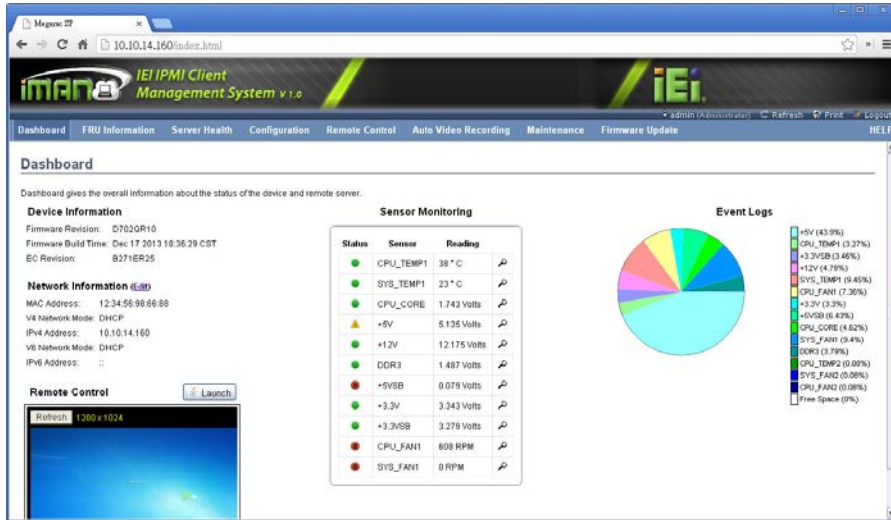 Megarac SP
10.10.14.160/index.html
iMAN
IEI IPMI Client
Management System v 1.0
iEi
admin (Administrator) Refresh Print Logout
Dashboard FRU Information Server Health Configuration Remote Control Auto Video Recording Maintenance Firmware Update HELP
Dashboard
Dashboard gives the overall information about the status of the device and remote server.
Device Information
Firmware Revision: D702QR10
Firmware Build Time: Dec 17 2013 18:36:29 CST
EC Revision: B271ER25
Network Information (Edit)
MAC Address: 12:34:56:98:66:88
V4 Network Mode: DHCP
IPv4 Address: 10.10.14.160
V6 Network Mode: DHCP
IPv6 Address: ::
Remote Control Launch
Refresh 1280 x 1024
Sensor Monitoring
Status Sensor Reading
CPU_TEMP1 38 ° C
SYS_TEMP1 23 ° C
CPU_CORE 1.743 Volts
+5V 5.135 Volts
+12V 12.175 Volts
DDR3 1.487 Volts
+5VSB 0.079 Volts
+3.3V 3.343 Volts
+3.3VSB 3.279 Volts
CPU_FAN1 608 RPM
SYS_FAN1 0 RPM
Event Logs
+5V (43.9%)
CPU_TEMP1 (3.27%)
+3.3VSB (3.46%)
+12V (4.78%)
SYS_TEMP1 (9.45%)
CPU_FAN1 (7.36%)
+3.3V (3.3%)
+5VSB (6.43%)
CPU_CORE (4.62%)
SYS_FAN1 (9.4%)
DDR3 (3.79%)
CPU_TEMP2 (0.08%)
SYS_FAN2 (0.08%)
CPU_FAN2 (0.08%)
Free Space (0%)